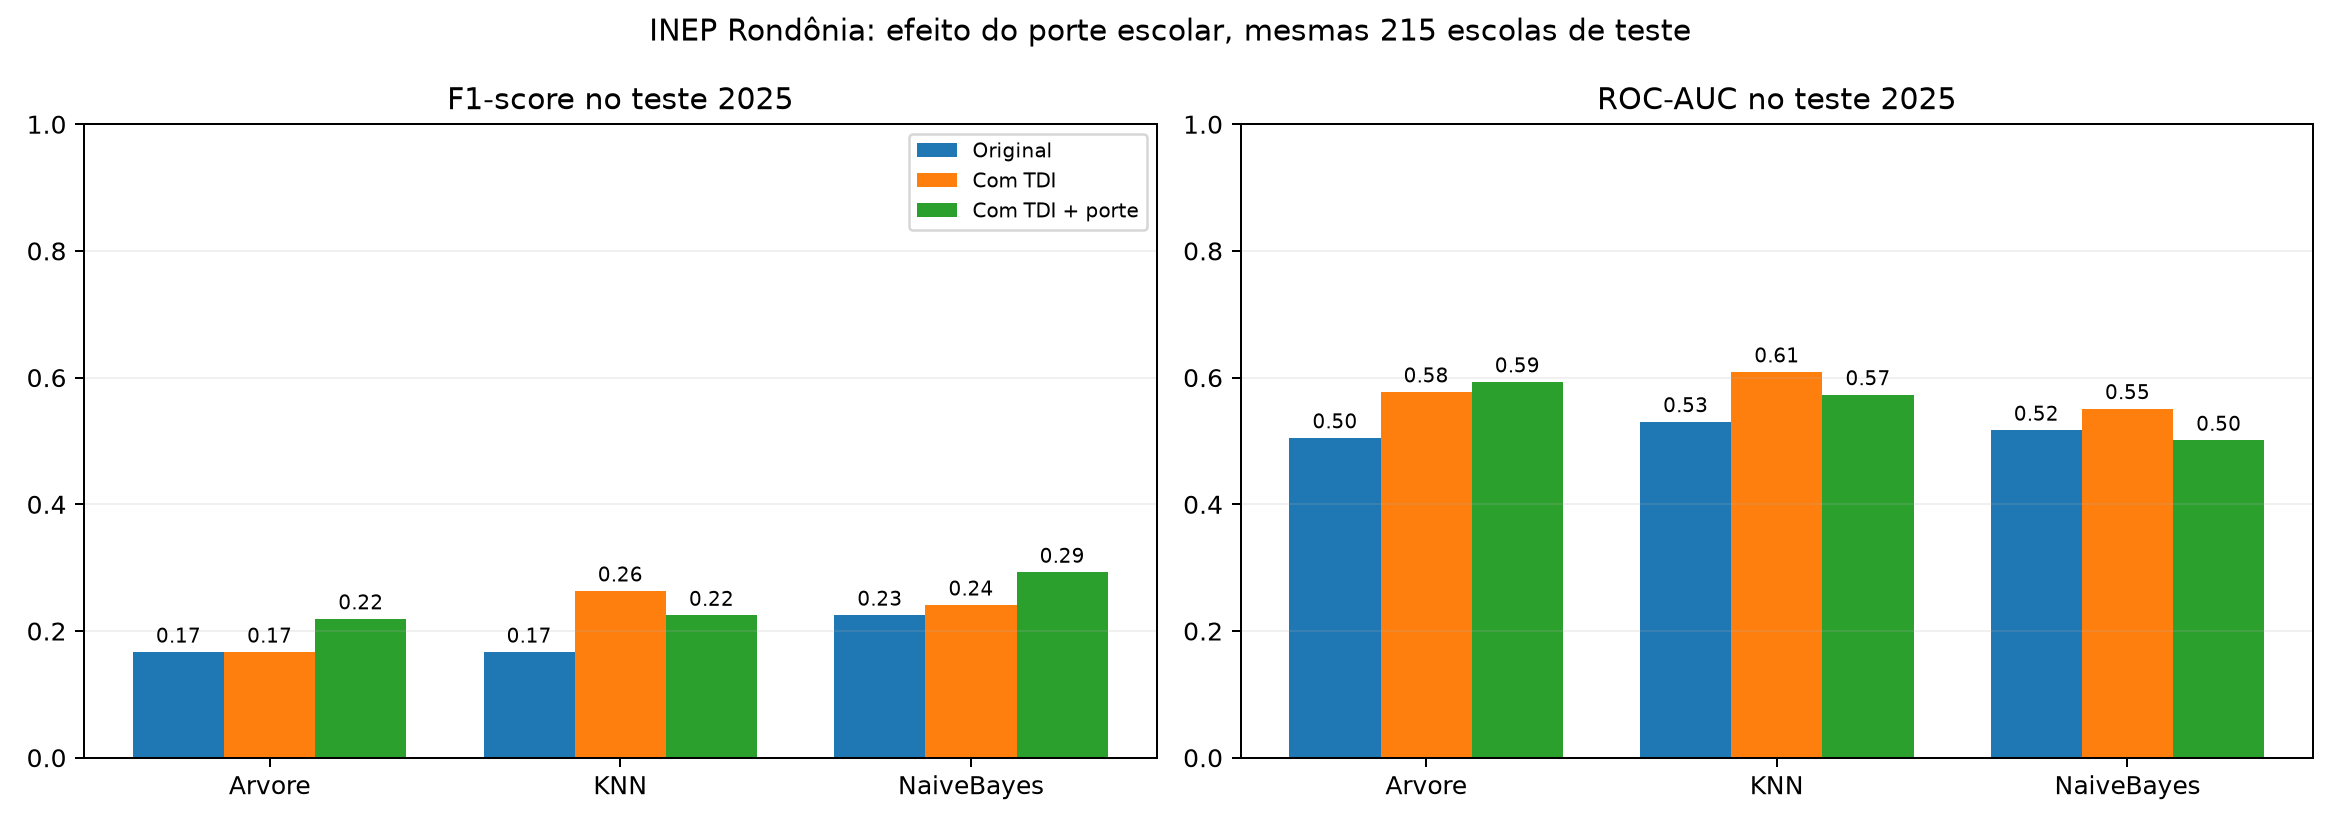 INEP Rondônia: efeito do porte escolar, mesmas 215 escolas de teste
F1-score no teste 2025
1.0
0.8
0.6
0.4
0.2
0.0
Original
Com TDI
Com TDI + porte
0.17
0.17
0.22
0.17
0.26
0.22
0.23
0.24
0.29
Arvore
KNN
NaiveBayes
ROC-AUC no teste 2025
1.0
0.8
0.6
0.4
0.2
0.0
0.50
0.58
0.59
0.53
0.61
0.57
0.52
0.55
0.50
Arvore
KNN
NaiveBayes